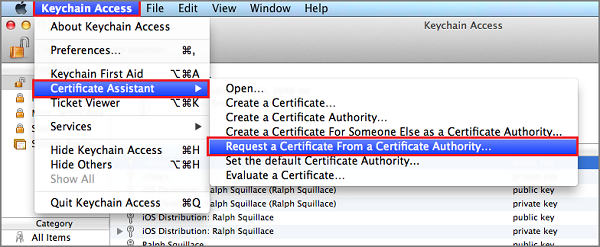 Keychain Access File Edit View Window Help
Keychain Access
About Keychain Access
Preferences... ⌘,
Keychain First Aid ⌥⌘A
Certificate Assistant ▶
Ticket Viewer ⌥⌘K
Services ▶
Hide Keychain Access ⌘H
Hide Others ⌥⌘H
Show All
Quit Keychain Access ⌘Q
Open...
Create a Certificate...
Create a Certificate Authority...
Create a Certificate For Someone Else as a Certificate Authority...
Request a Certificate From a Certificate Authority...
Set the default Certificate Authority...
Evaluate a Certificate...
(Ralph Squillace) public key
(Ralph Squillace) private key
iOS Distribution: Ralph Squillace public key
iOS Distribution: Ralph Squillace private key
Ralph Squillace public key
Category
All Items